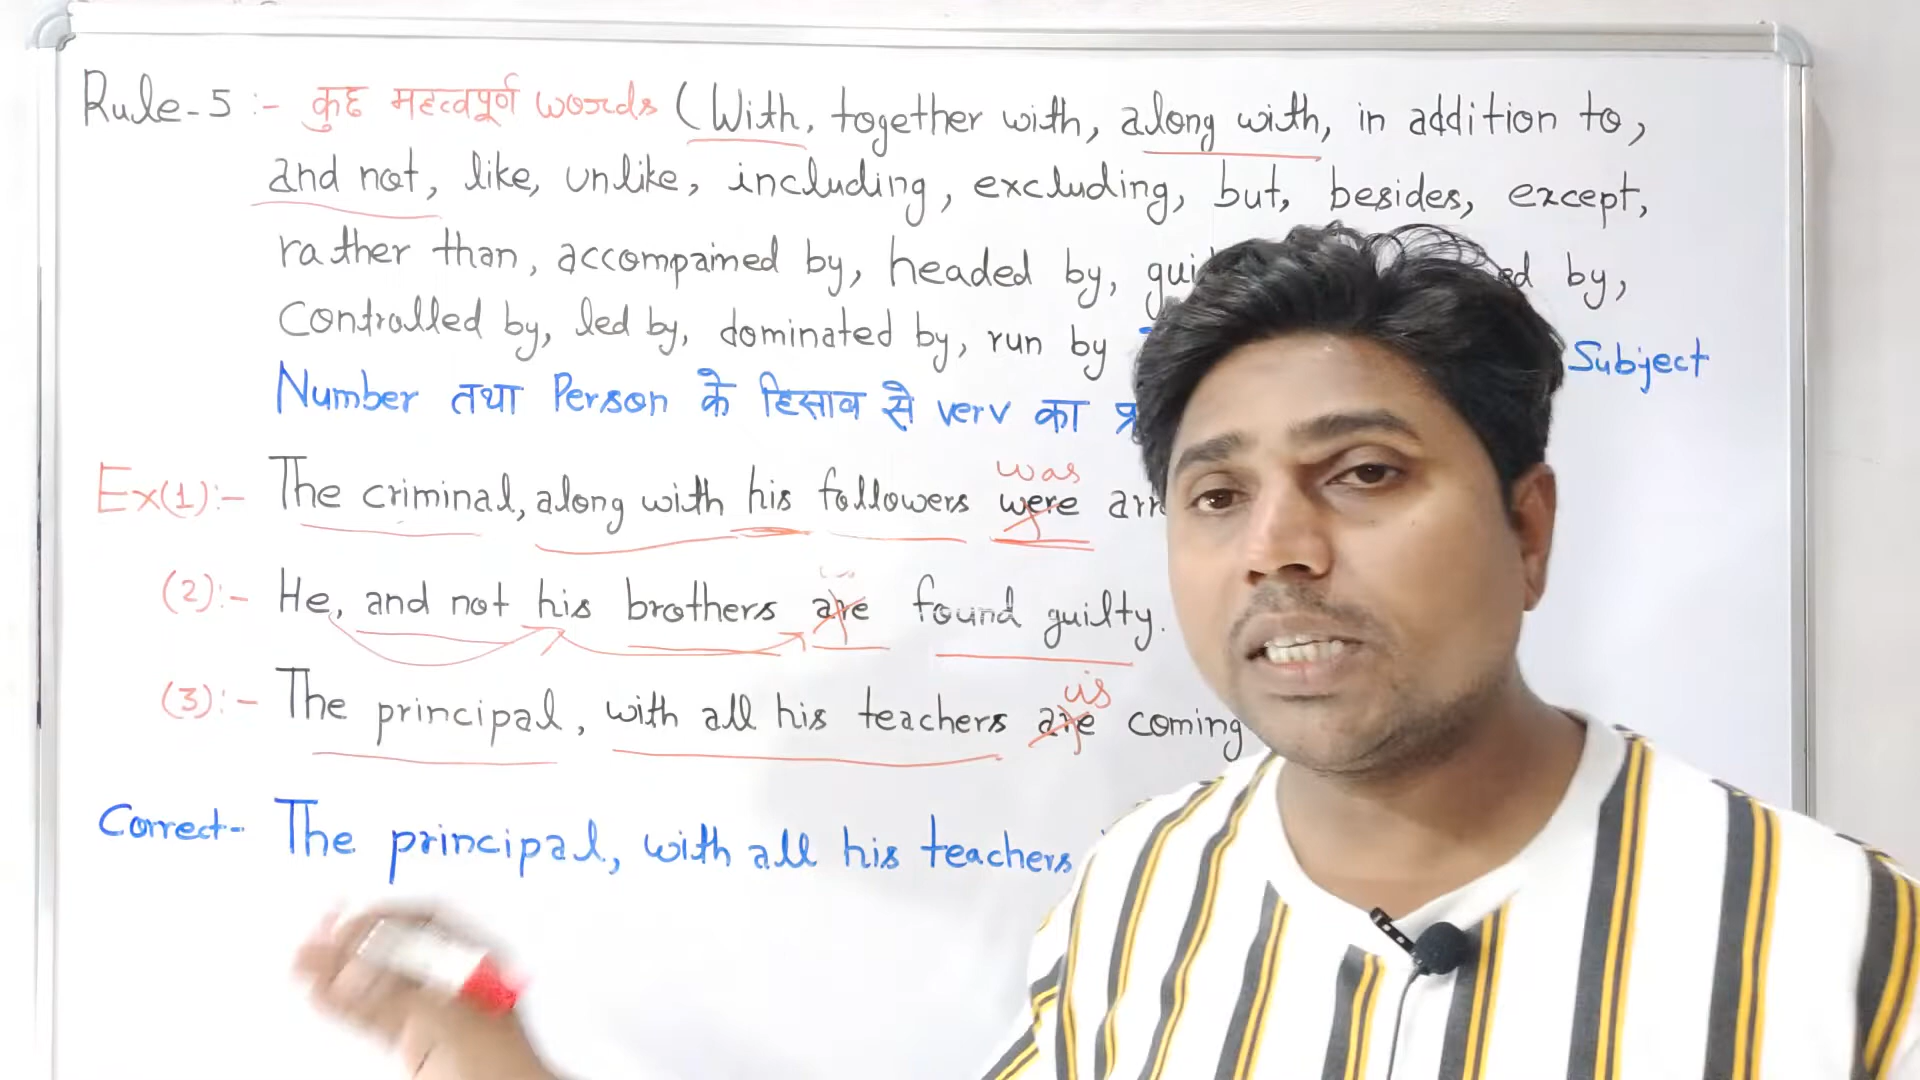 Rule-5 :- कुछ महत्वपूर्ण words (With, together with, along with, in addition to,
and not, like, unlike, including, excluding, but, besides, except,
rather than, accompained by, headed by, by,
Controlled by, led by, dominated by, run by Subject
Number तथा Person के हिसाब से verv का
was
Ex(1):- The criminal, along with his followers were
(2):- He, and not his brothers are found guilty.
is
(3):- The principal, with all his teachers are coming
Correct- The principal, with all his teachers